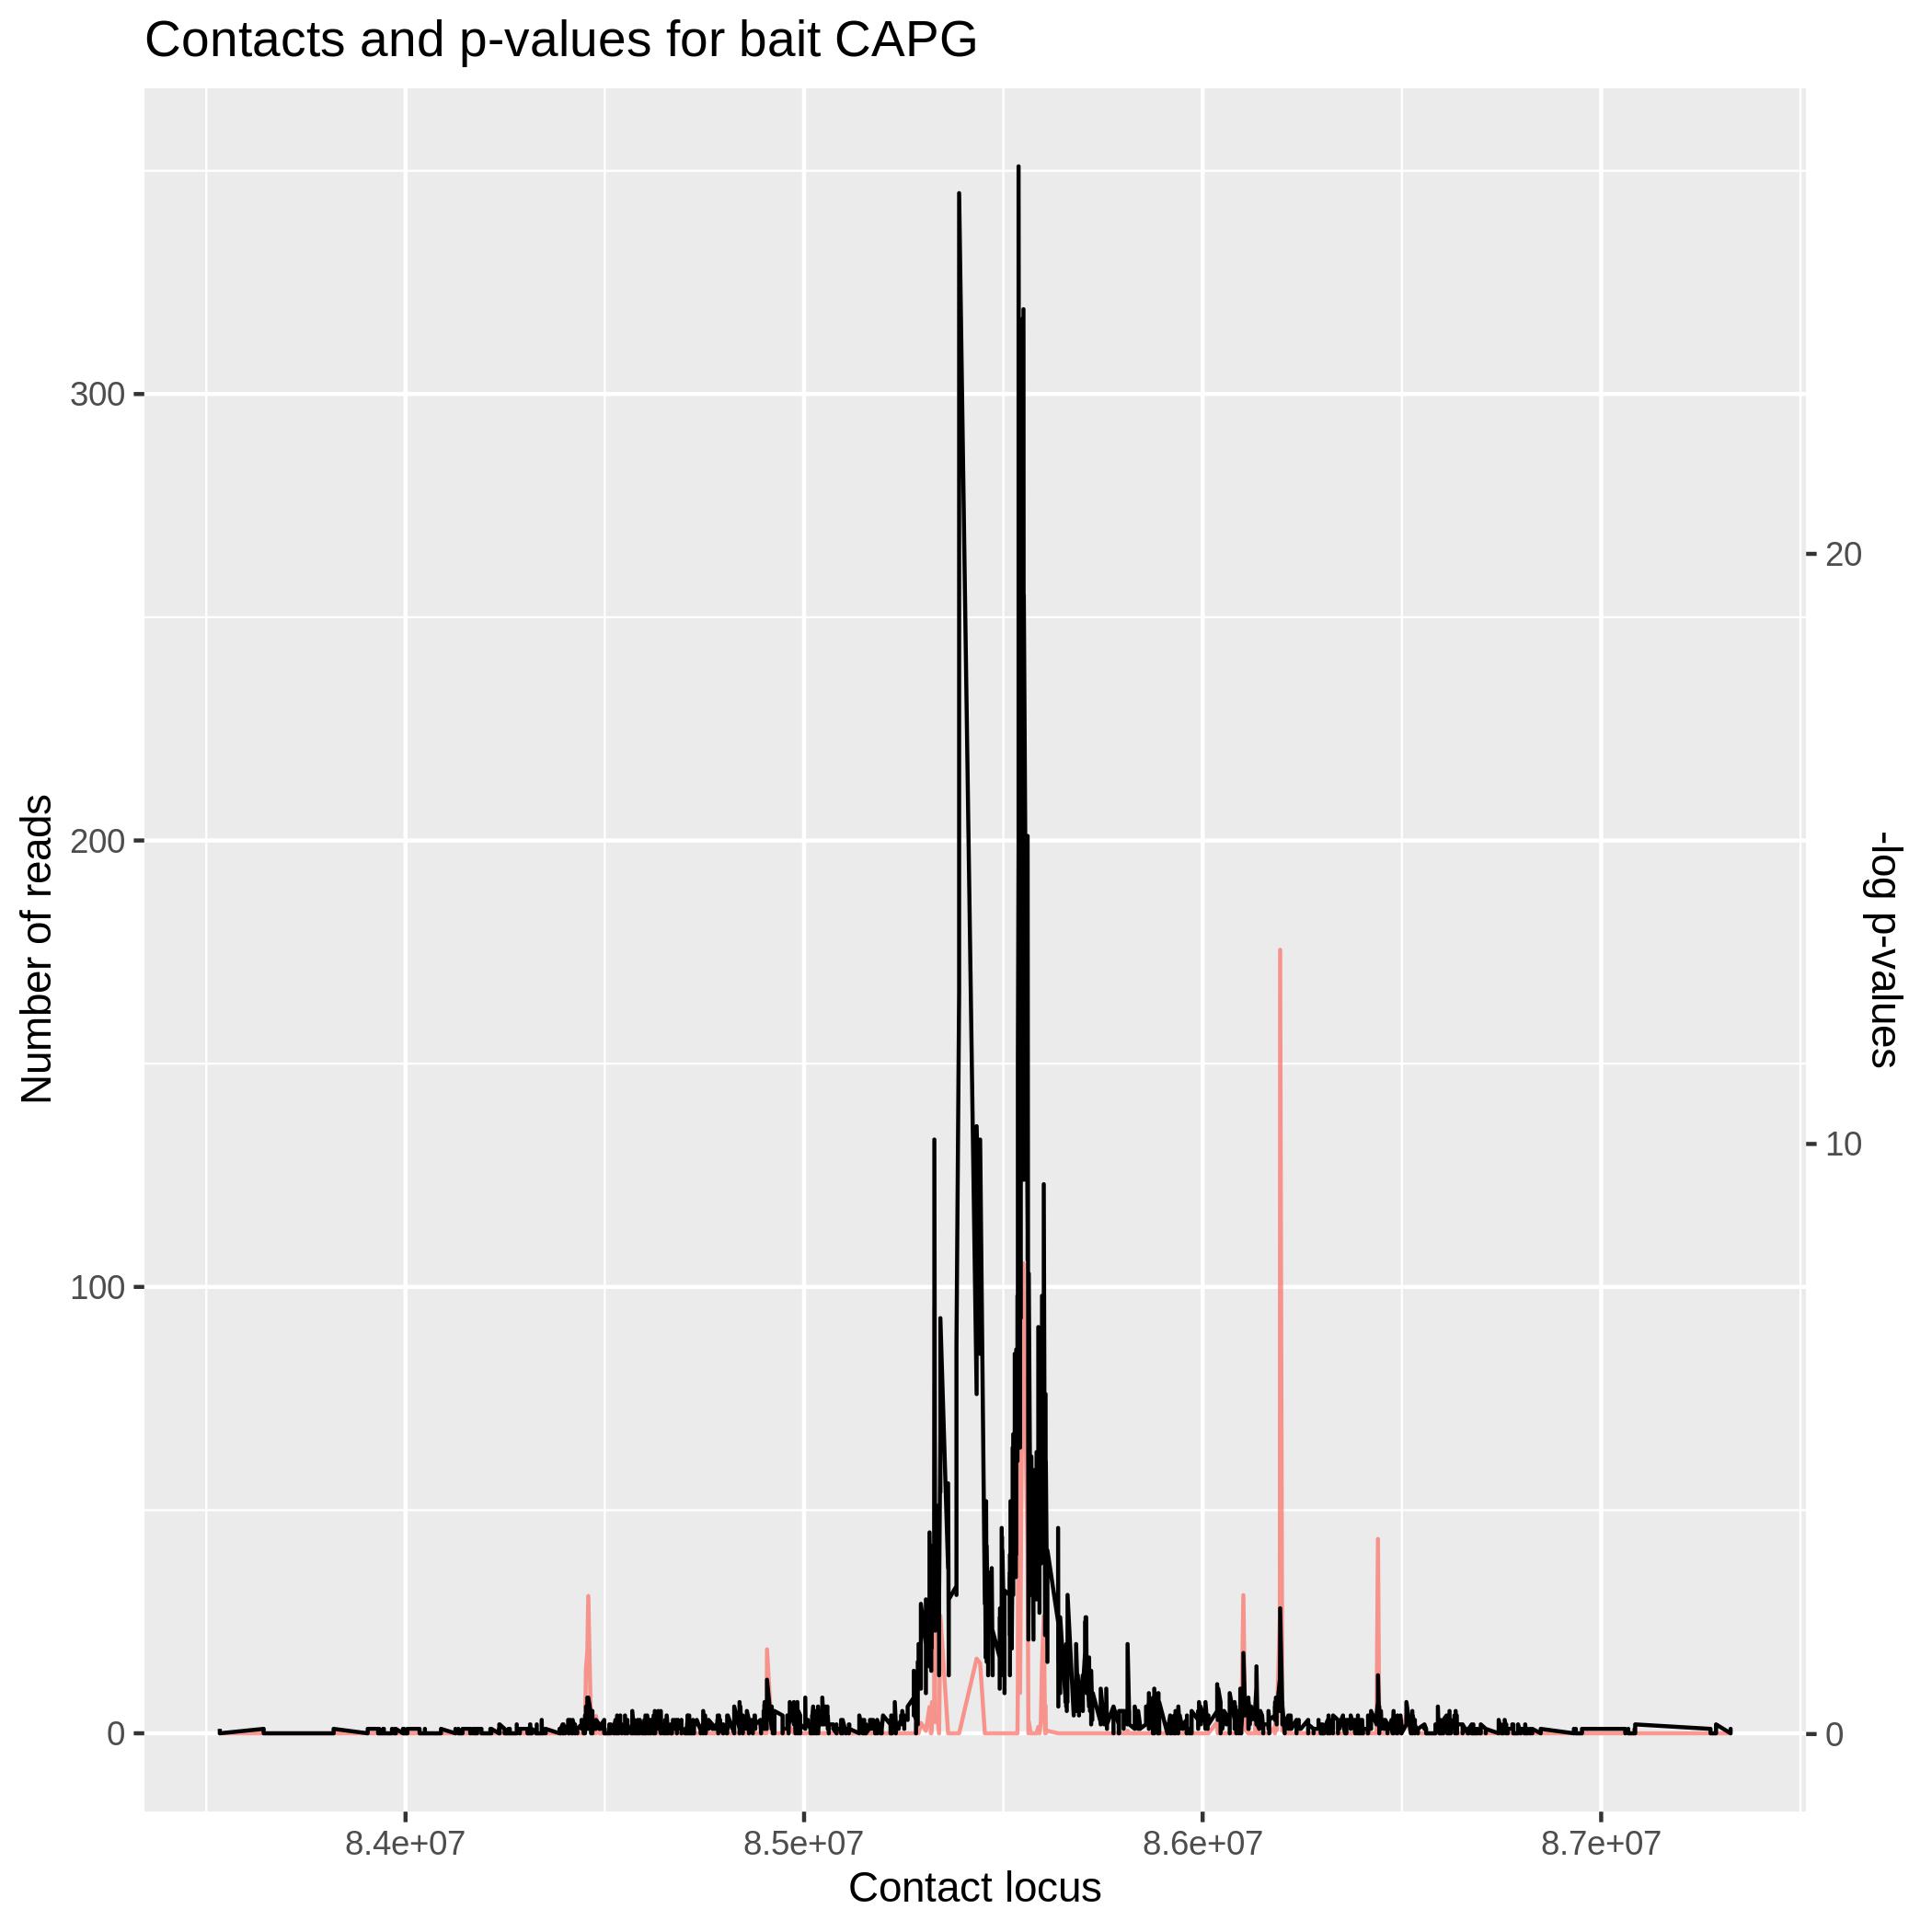 Contacts and p-values for bait CAPG
Number of reads
300
200
100
0
20
10
0
-log p-values
8.4e+07
8.5e+07
8.6e+07
8.7e+07
Contact locus